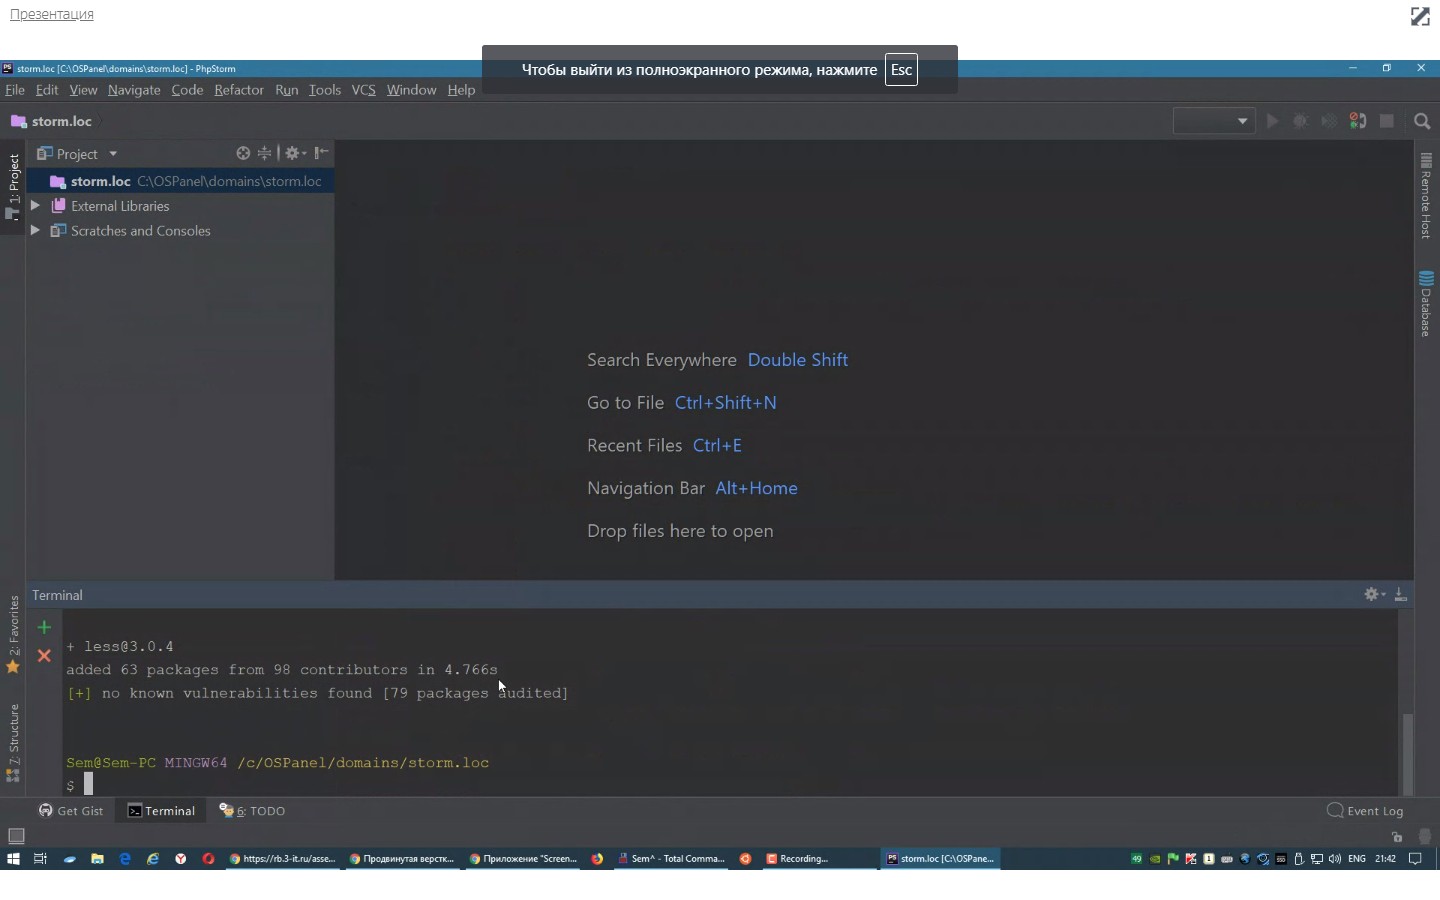 Презентация
Чтобы выйти из полноэкранного режима, нажмите Esc
storm.loc [C:\OSPanel\domains\storm.loc] - PhpStorm
File Edit View Navigate Code Refactor Run Tools VCS Window Help
storm.loc
1: Project
Project
storm.loc C:\OSPanel\domains\storm.loc
External Libraries
Scratches and Consoles
Remote Host
Database
Search Everywhere Double Shift
Go to File Ctrl+Shift+N
Recent Files Ctrl+E
Navigation Bar Alt+Home
Drop files here to open
2: Favorites
7: Structure
Terminal
+ less@3.0.4
added 63 packages from 98 contributors in 4.766s
[+] no known vulnerabilities found [79 packages audited]
Sem@Sem-PC MINGW64 /c/OSPanel/domains/storm.loc
$
Get Gist Terminal 6: TODO Event Log
https://rb.3-it.ru/asse... Продвинутая верстк... Приложение "Screen... Sem^ - Total Comma... Recording... storm.loc [C:\OSPane... 49 ENG 21:42